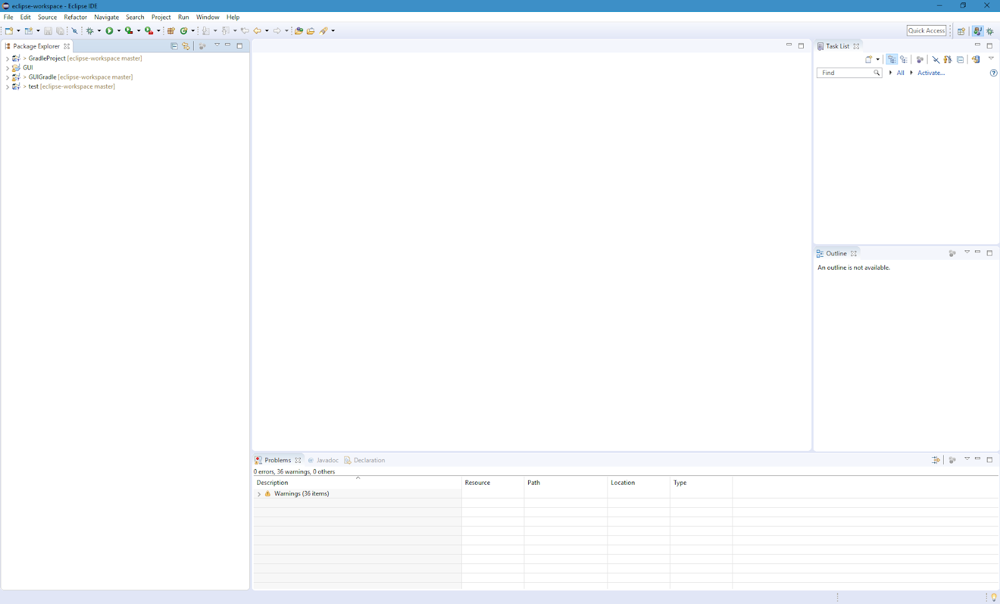 eclipse-workspace - Eclipse IDE
File Edit Source Refactor Navigate Search Project Run Window Help
Quick Access
Package Explorer
> GradleProject [eclipse-workspace master]
GUI
> GUIGradle [eclipse-workspace master]
> test [eclipse-workspace master]
Task List
Find All Activate...
Outline
An outline is not available.
Problems @ Javadoc Declaration
0 errors, 36 warnings, 0 others
Description Resource Path Location Type
Warnings (36 items)